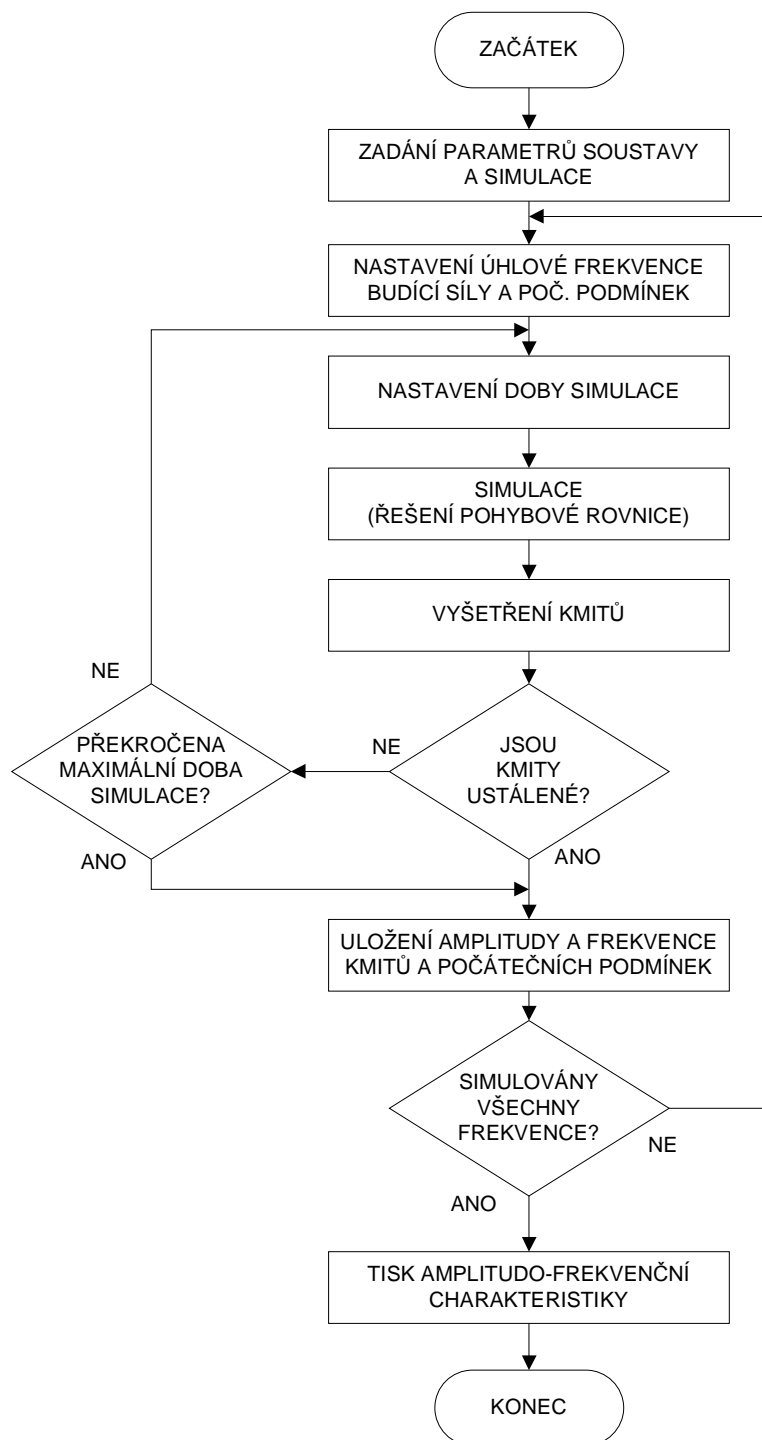 ZAČÁTEK
ZADÁNÍ PARAMETRŮ SOUSTAVY
A SIMULACE
NASTAVENÍ ÚHLOVÉ FREKVENCE
BUDÍCÍ SÍLY A POČ. PODMÍNEK
NASTAVENÍ DOBY SIMULACE
SIMULACE
(ŘEŠENÍ POHYBOVÉ ROVNICE)
VYŠETŘENÍ KMITŮ
NE
PŘEKROČENA
MAXIMÁLNÍ DOBA
SIMULACE?
NE
JSOU
KMITY
USTÁLENÉ?
ANO
ANO
ULOŽENÍ AMPLITUDY A FREKVENCE
KMITŮ A POČÁTEČNÍCH PODMÍNEK
SIMULOVÁNY
VŠECHNY
FREKVENCE?
NE
ANO
TISK AMPLITUDO-FREKVENČNÍ
CHARAKTERISTIKY
KONEC